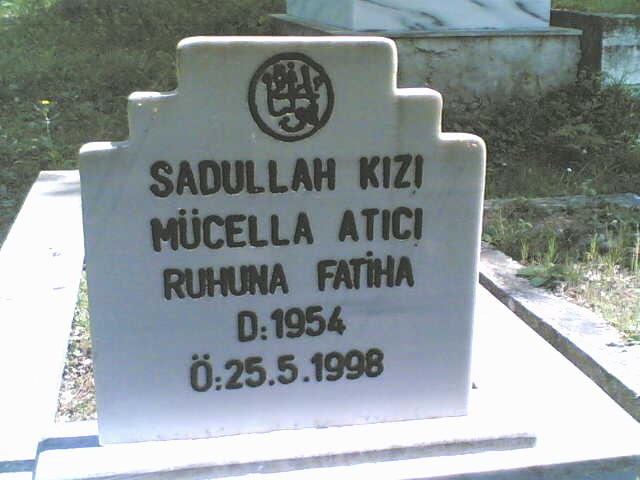 SADULLAH KIZI
MÜCELLA ATICI
RUHUNA FATİHA
D:1954
Ö:25.5.1998